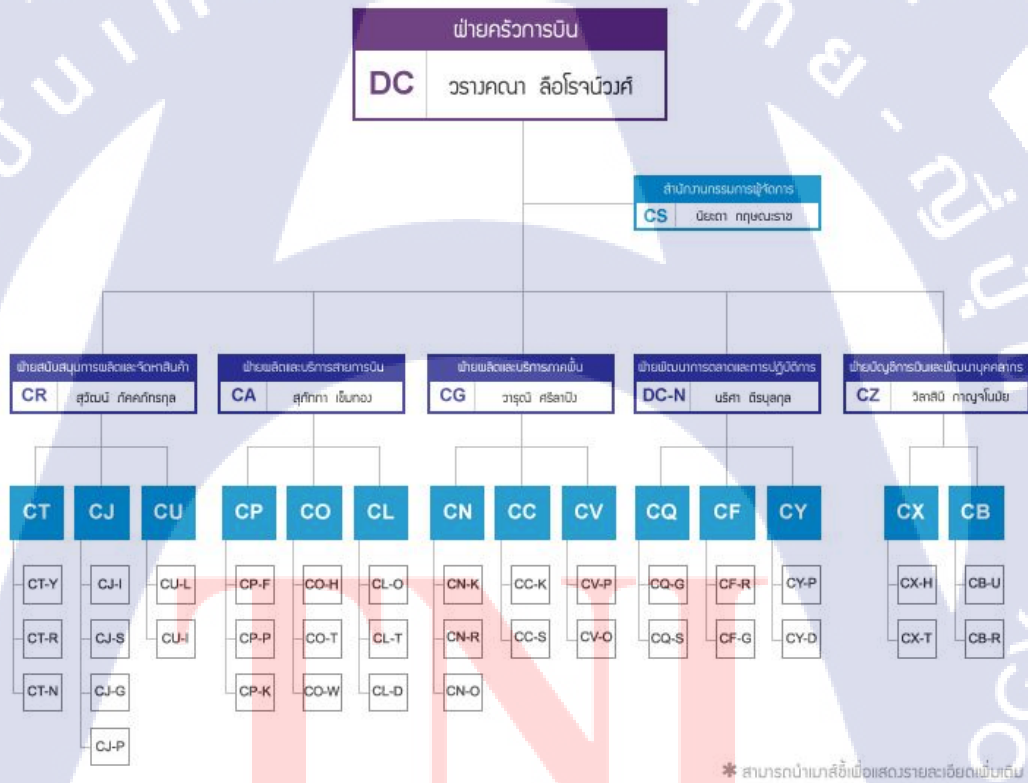 ฝ่ายครัวการบิน
DC วรางคณา ลือโรจน์วงศ์
สำนักงานกรรมการผู้จัดการ
CS นิยะตา กฤษณะราช
ฝ่ายสนับสนุนการผลิตและจัดหาสินค้า
CR สุวัฒน์ ภัคคภัทรกุล
ฝ่ายผลิตและบริการสายการบิน
CA สุภัททา เข็มทอง
ฝ่ายผลิตและบริการภาคพื้น
CG วารุณี ศรีลาปัง
ฝ่ายพัฒนาการตลาดและการปฏิบัติการ
DC-N นริศา ตีรบุลกุล
ฝ่ายบัญชีการเงินและพัฒนาบุคคลากร
CZ วิลาสินี กาญจโนมัย
CT CJ CU CP CO CL CN CC CV CQ CF CY CX CB
CT-Y CJ-I CU-L CP-F CO-H CL-O CN-K CC-K CV-P CQ-G CF-R CY-P CX-H CB-U
CT-R CJ-S CU-I CP-P CO-T CL-T CN-R CC-S CV-O CQ-S CF-G CY-D CX-T CB-R
CT-N CJ-G CP-K CO-W CL-D CN-O
CJ-P
* สามารถนำเมาส์ชี้เพื่อแสดงรายละเอียดเพิ่มเติม
TNI